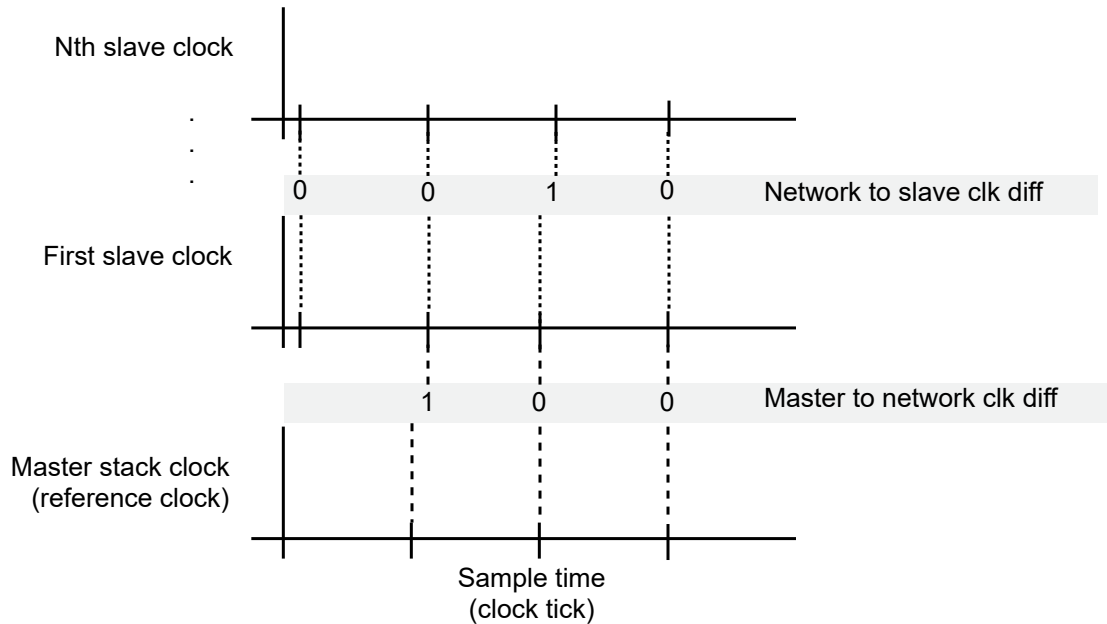 Nth slave clock
.
.
.
0 0 1 0 Network to slave clk diff
First slave clock
1 0 0 Master to network clk diff
Master stack clock
(reference clock)
Sample time
(clock tick)